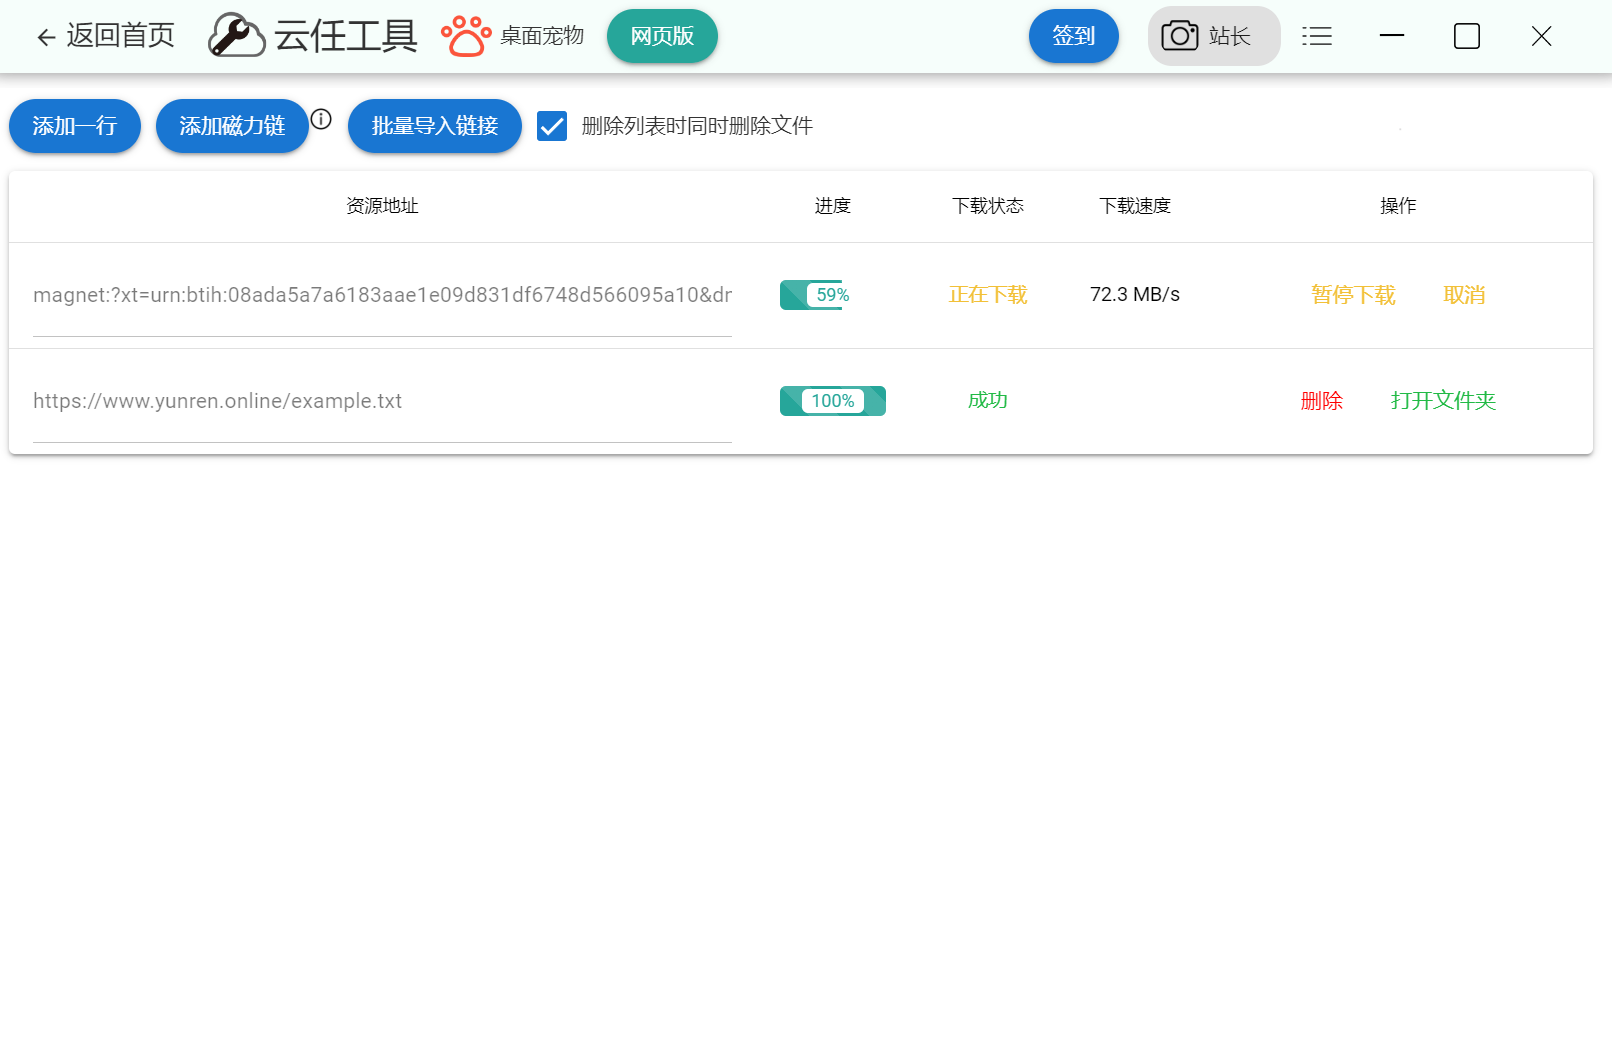 返回首页 云任工具 桌面宠物 网页版 签到 站长
添加一行 添加磁力链 批量导入链接 删除列表时同时删除文件
资源地址 进度 下载状态 下载速度 操作
magnet:?xt=urn:btih:08ada5a7a6183aae1e09d831df6748d566095a10&dn 59% 正在下载 72.3 MB/s 暂停下载 取消
https://www.yunren.online/example.txt 100% 成功 删除 打开文件夹